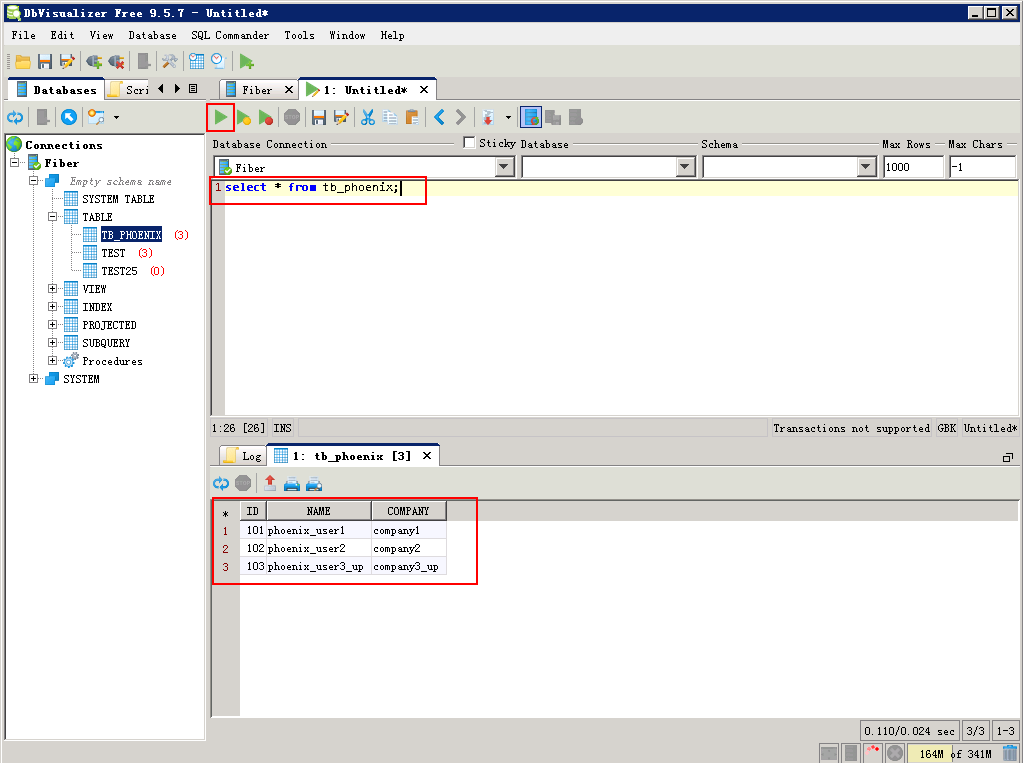 DbVisualizer Free 9.5.7 - Untitled*
File Edit View Database SQL Commander Tools Window Help
Databases Scri
Fiber 1: Untitled*
Database Connection Sticky Database Schema Max Rows Max Chars
Fiber 1000 -1
Connections
Fiber
Empty schema name
SYSTEM TABLE
TABLE
TB_PHOENIX (3)
TEST (3)
TEST25 (0)
VIEW
INDEX
PROJECTED
SUBQUERY
Procedures
SYSTEM
1 select * from tb_phoenix;
1:26 [26] INS Transactions not supported GBK Untitled*
Log 1: tb_phoenix [3]
* ID NAME COMPANY
1 101 phoenix_user1 company1
2 102 phoenix_user2 company2
3 103 phoenix_user3_up company3_up
0.110/0.024 sec 3/3 1-3
164M of 341M